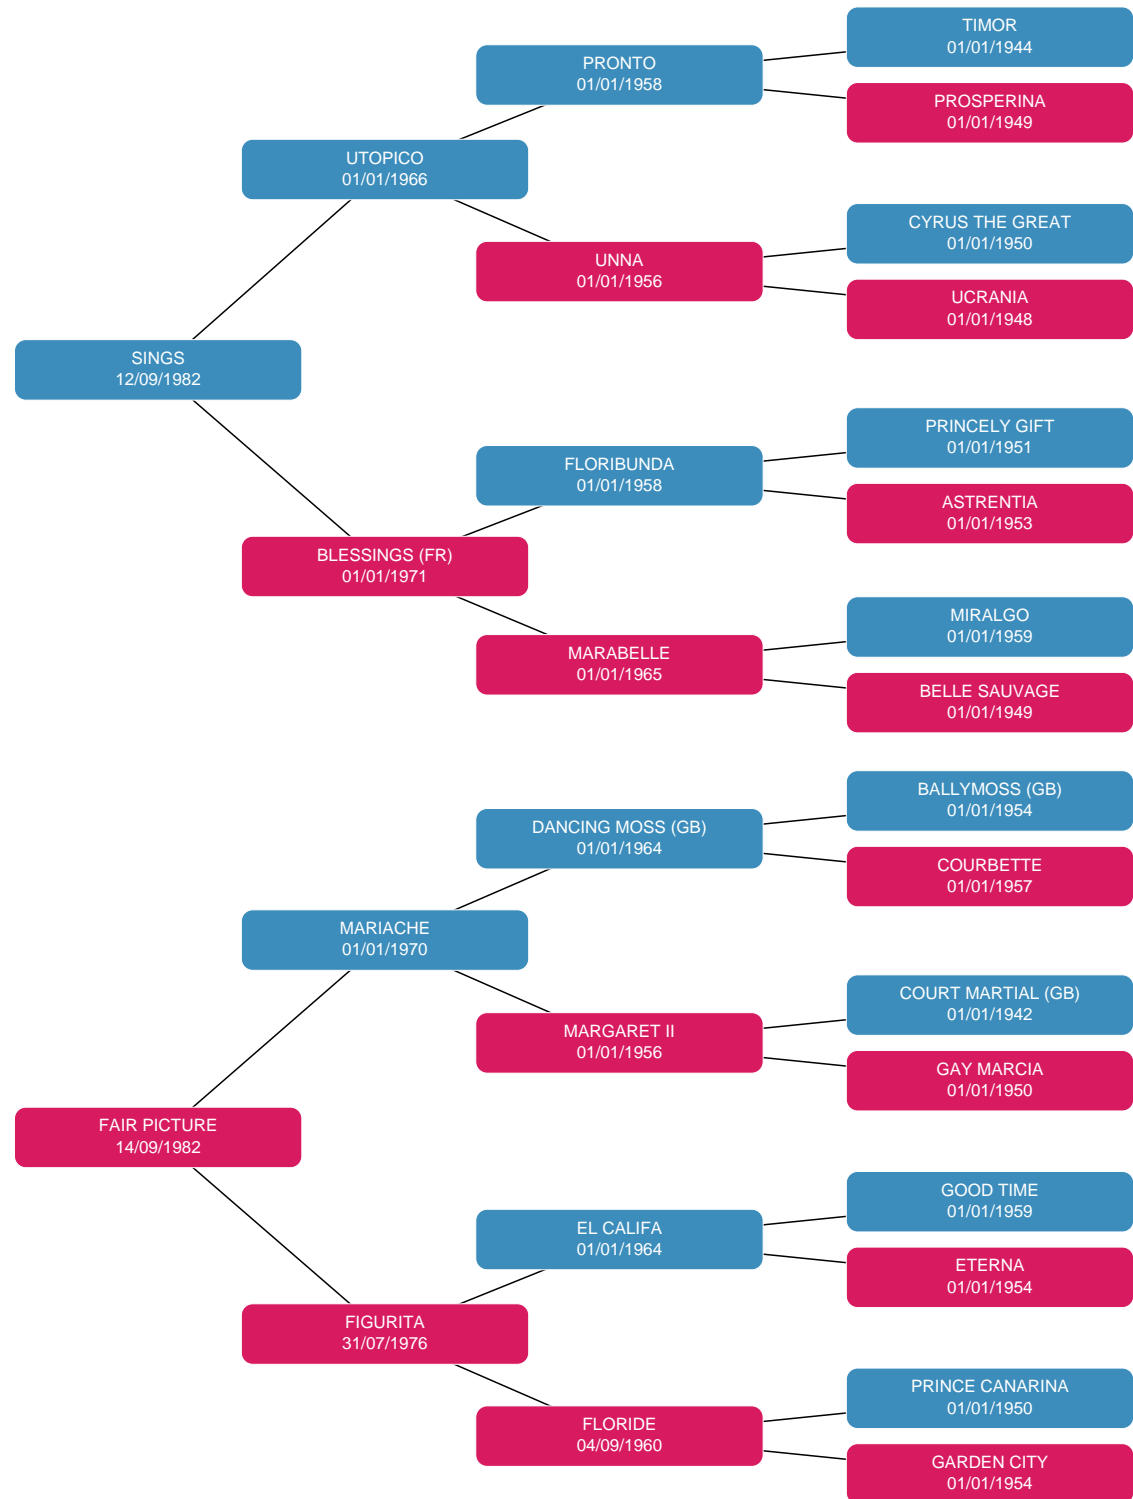 TIMOR
01/01/1944
PRONTO
01/01/1958
PROSPERINA
01/01/1949
UTOPICO
01/01/1966
CYRUS THE GREAT
01/01/1950
UNNA
01/01/1956
UCRANIA
01/01/1948
SINGS
12/09/1982
PRINCELY GIFT
01/01/1951
FLORIBUNDA
01/01/1958
ASTRENTIA
01/01/1953
BLESSINGS (FR)
01/01/1971
MIRALGO
01/01/1959
MARABELLE
01/01/1965
BELLE SAUVAGE
01/01/1949
BALLYMOSS (GB)
01/01/1954
DANCING MOSS (GB)
01/01/1964
COURBETTE
01/01/1957
MARIACHE
01/01/1970
COURT MARTIAL (GB)
01/01/1942
MARGARET II
01/01/1956
GAY MARCIA
01/01/1950
FAIR PICTURE
14/09/1982
GOOD TIME
01/01/1959
EL CALIFA
01/01/1964
ETERNA
01/01/1954
FIGURITA
31/07/1976
PRINCE CANARINA
01/01/1950
FLORIDE
04/09/1960
GARDEN CITY
01/01/1954